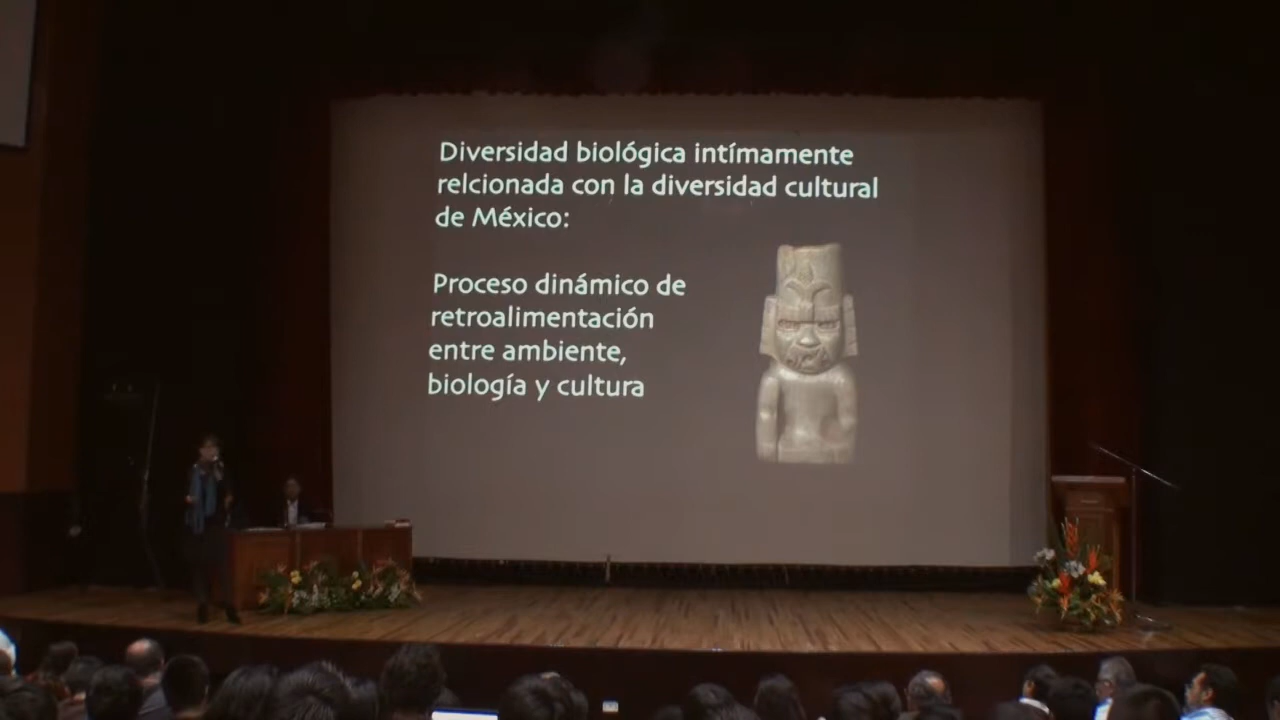 Diversidad biológica intímamente
relcionada con la diversidad cultural
de México:
Proceso dinámico de
retroalimentación
entre ambiente,
biología y cultura